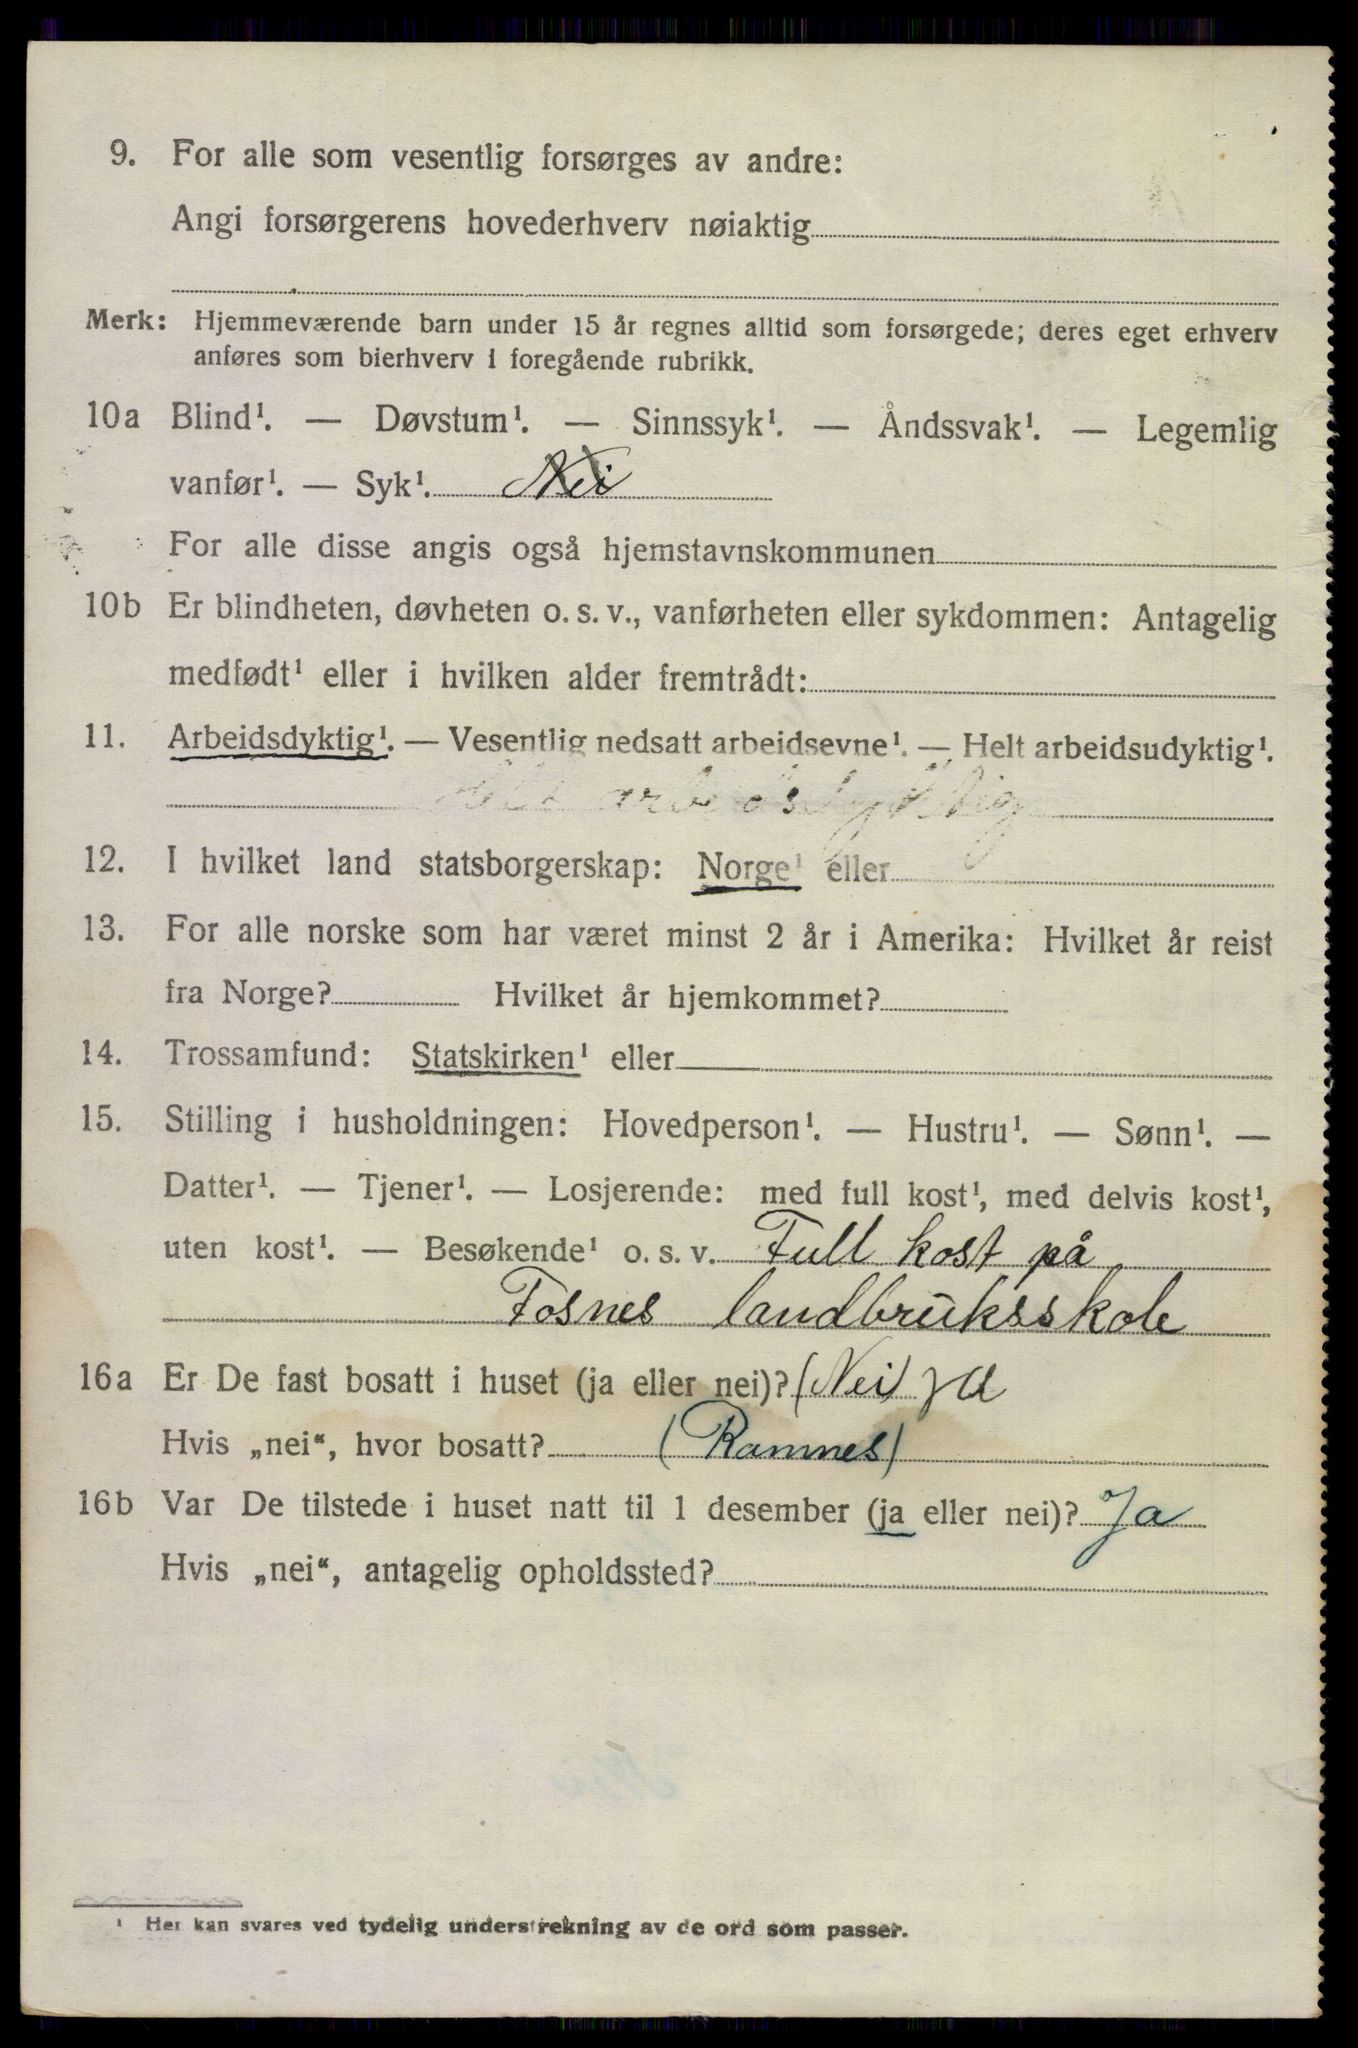 9. For alle som vesentlig forsørges av andre:
Angi forsørgerens hovederhverv nøiaktig
Merk: Hjemmeværende barn under 15 år regnes alltid som forsørgede; deres eget erhverv
anføres som bierhverv i foregående rubrikk.
10a Blind¹. — Døvstum¹. — Sinnssyk¹. — Åndssvak¹. — Legemlig
vanfør¹. — Syk¹. Nei
For alle disse angis også hjemstavnskommunen
10b Er blindheten, døvheten o. s. v., vanførheten eller sykdommen: Antagelig
medfødt¹ eller i hvilken alder fremtrådt:
11. Arbeidsdyktig¹. — Vesentlig nedsatt arbeidsevne¹. — Helt arbeidsudyktig¹.
Helt arbeidsdyktig
12. I hvilket land statsborgerskap: Norge¹ eller
13. For alle norske som har været minst 2 år i Amerika: Hvilket år reist
fra Norge? Hvilket år hjemkommet?
14. Trossamfund: Statskirken¹ eller
15. Stilling i husholdningen: Hovedperson¹. — Hustru¹. — Sønn¹. —
Datter¹. — Tjener¹. — Losjerende: med full kost¹, med delvis kost¹,
uten kost¹. — Besøkende¹ o. s. v. Full kost på
Fosnes landbruksskole
16a Er De fast bosatt i huset (ja eller nei)? (Nei) Ja
Hvis „nei“, hvor bosatt? (Ramnes)
16b Var De tilstede i huset natt til 1 desember (ja eller nei)? Ja
Hvis „nei“, antagelig opholdssted?
¹ Her kan svares ved tydelig understrekning av de ord som passer.